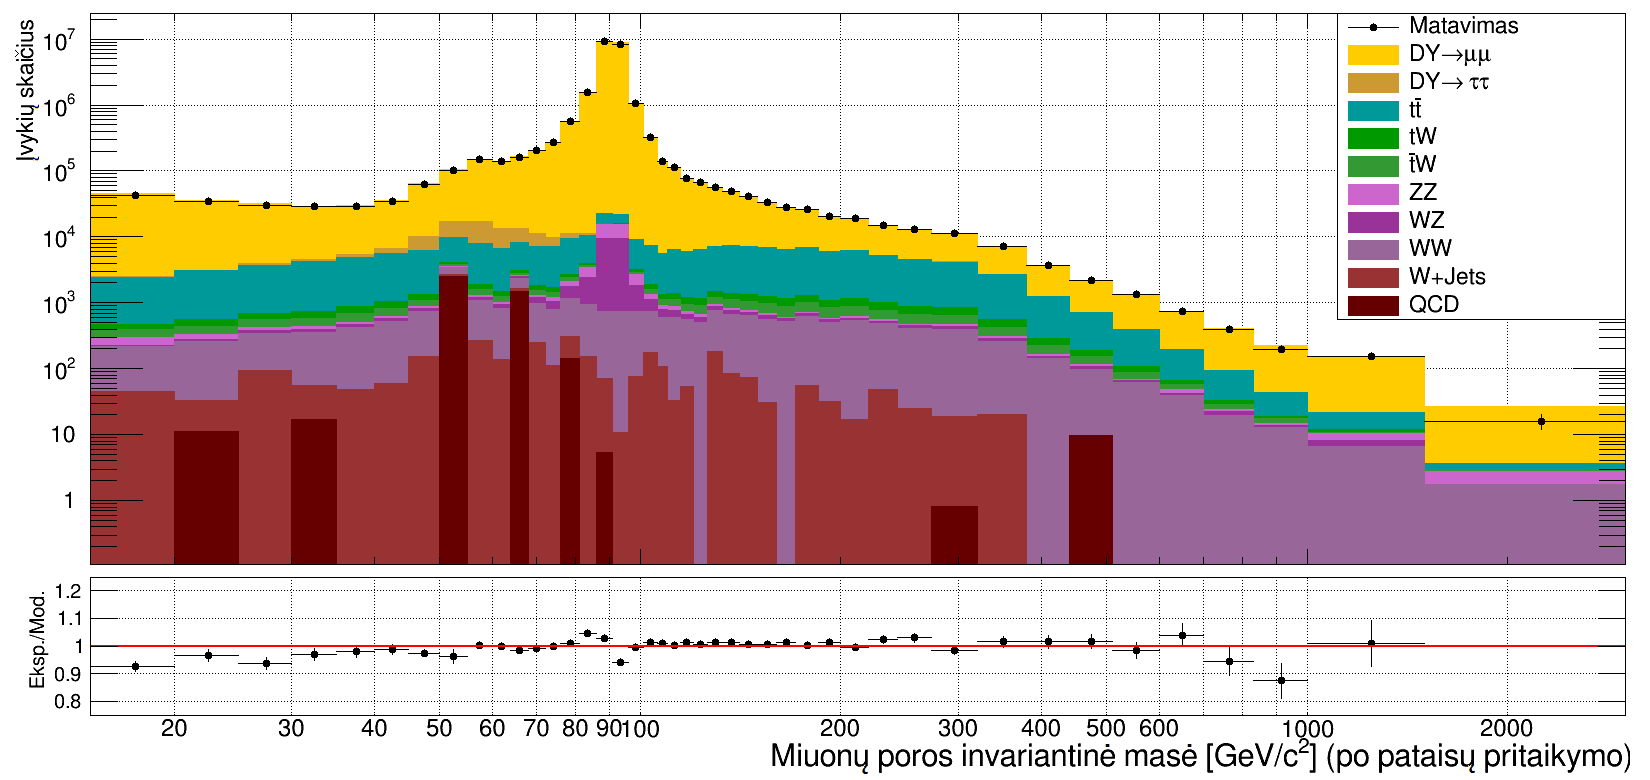 Įvykių skaičius
10⁷
10⁶
10⁵
10⁴
10³
10²
10
1
Matavimas
DY→μμ
DY→ ττ
tt̄
tW
t̄W
ZZ
WZ
WW
W+Jets
QCD
Eksp./Mod.
1.2
1.1
1
0.9
0.8
20 30 40 50 60 70 80 90 100 200 300 400 500 600 1000 2000
Miuonų poros invariantinė masė [GeV/c²] (po pataisų pritaikymo)